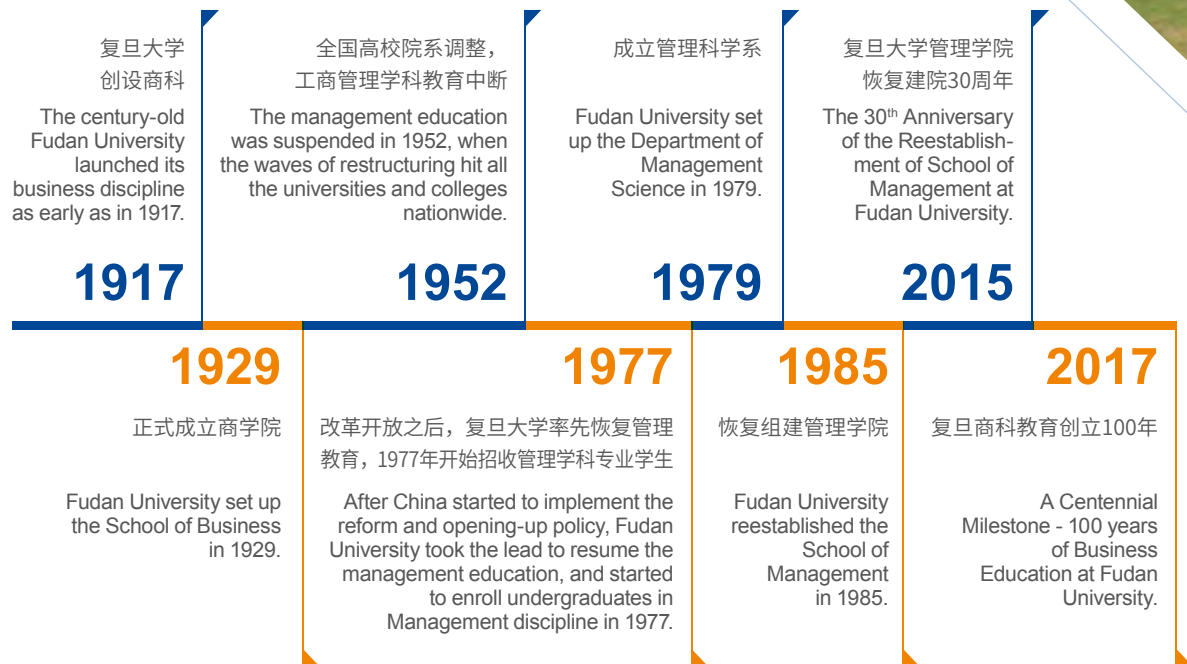 复旦大学
创设商科
The century-old
Fudan University
launched its
business discipline
as early as in 1917.
1917
全国高校院系调整，
工商管理学科教育中断
The management education
was suspended in 1952, when
the waves of restructuring hit all
the universities and colleges
nationwide.
1952
成立管理科学系
Fudan University set
up the Department of
Management
Science in 1979.
1979
复旦大学管理学院
恢复建院30周年
The 30th Anniversary
of the Reestablish-
ment of School of
Management at
Fudan University.
2015
1929
正式成立商学院
Fudan University set up
the School of Business
in 1929.
1977
改革开放之后，复旦大学率先恢复管理
教育，1977年开始招收管理学科专业学生
After China started to implement the
reform and opening-up policy, Fudan
University took the lead to resume the
management education, and started
to enroll undergraduates in
Management discipline in 1977.
1985
恢复组建管理学院
Fudan University
reestablished the
School of
Management
in 1985.
2017
复旦商科教育创立100年
A Centennial
Milestone - 100 years
of Business
Education at Fudan
University.